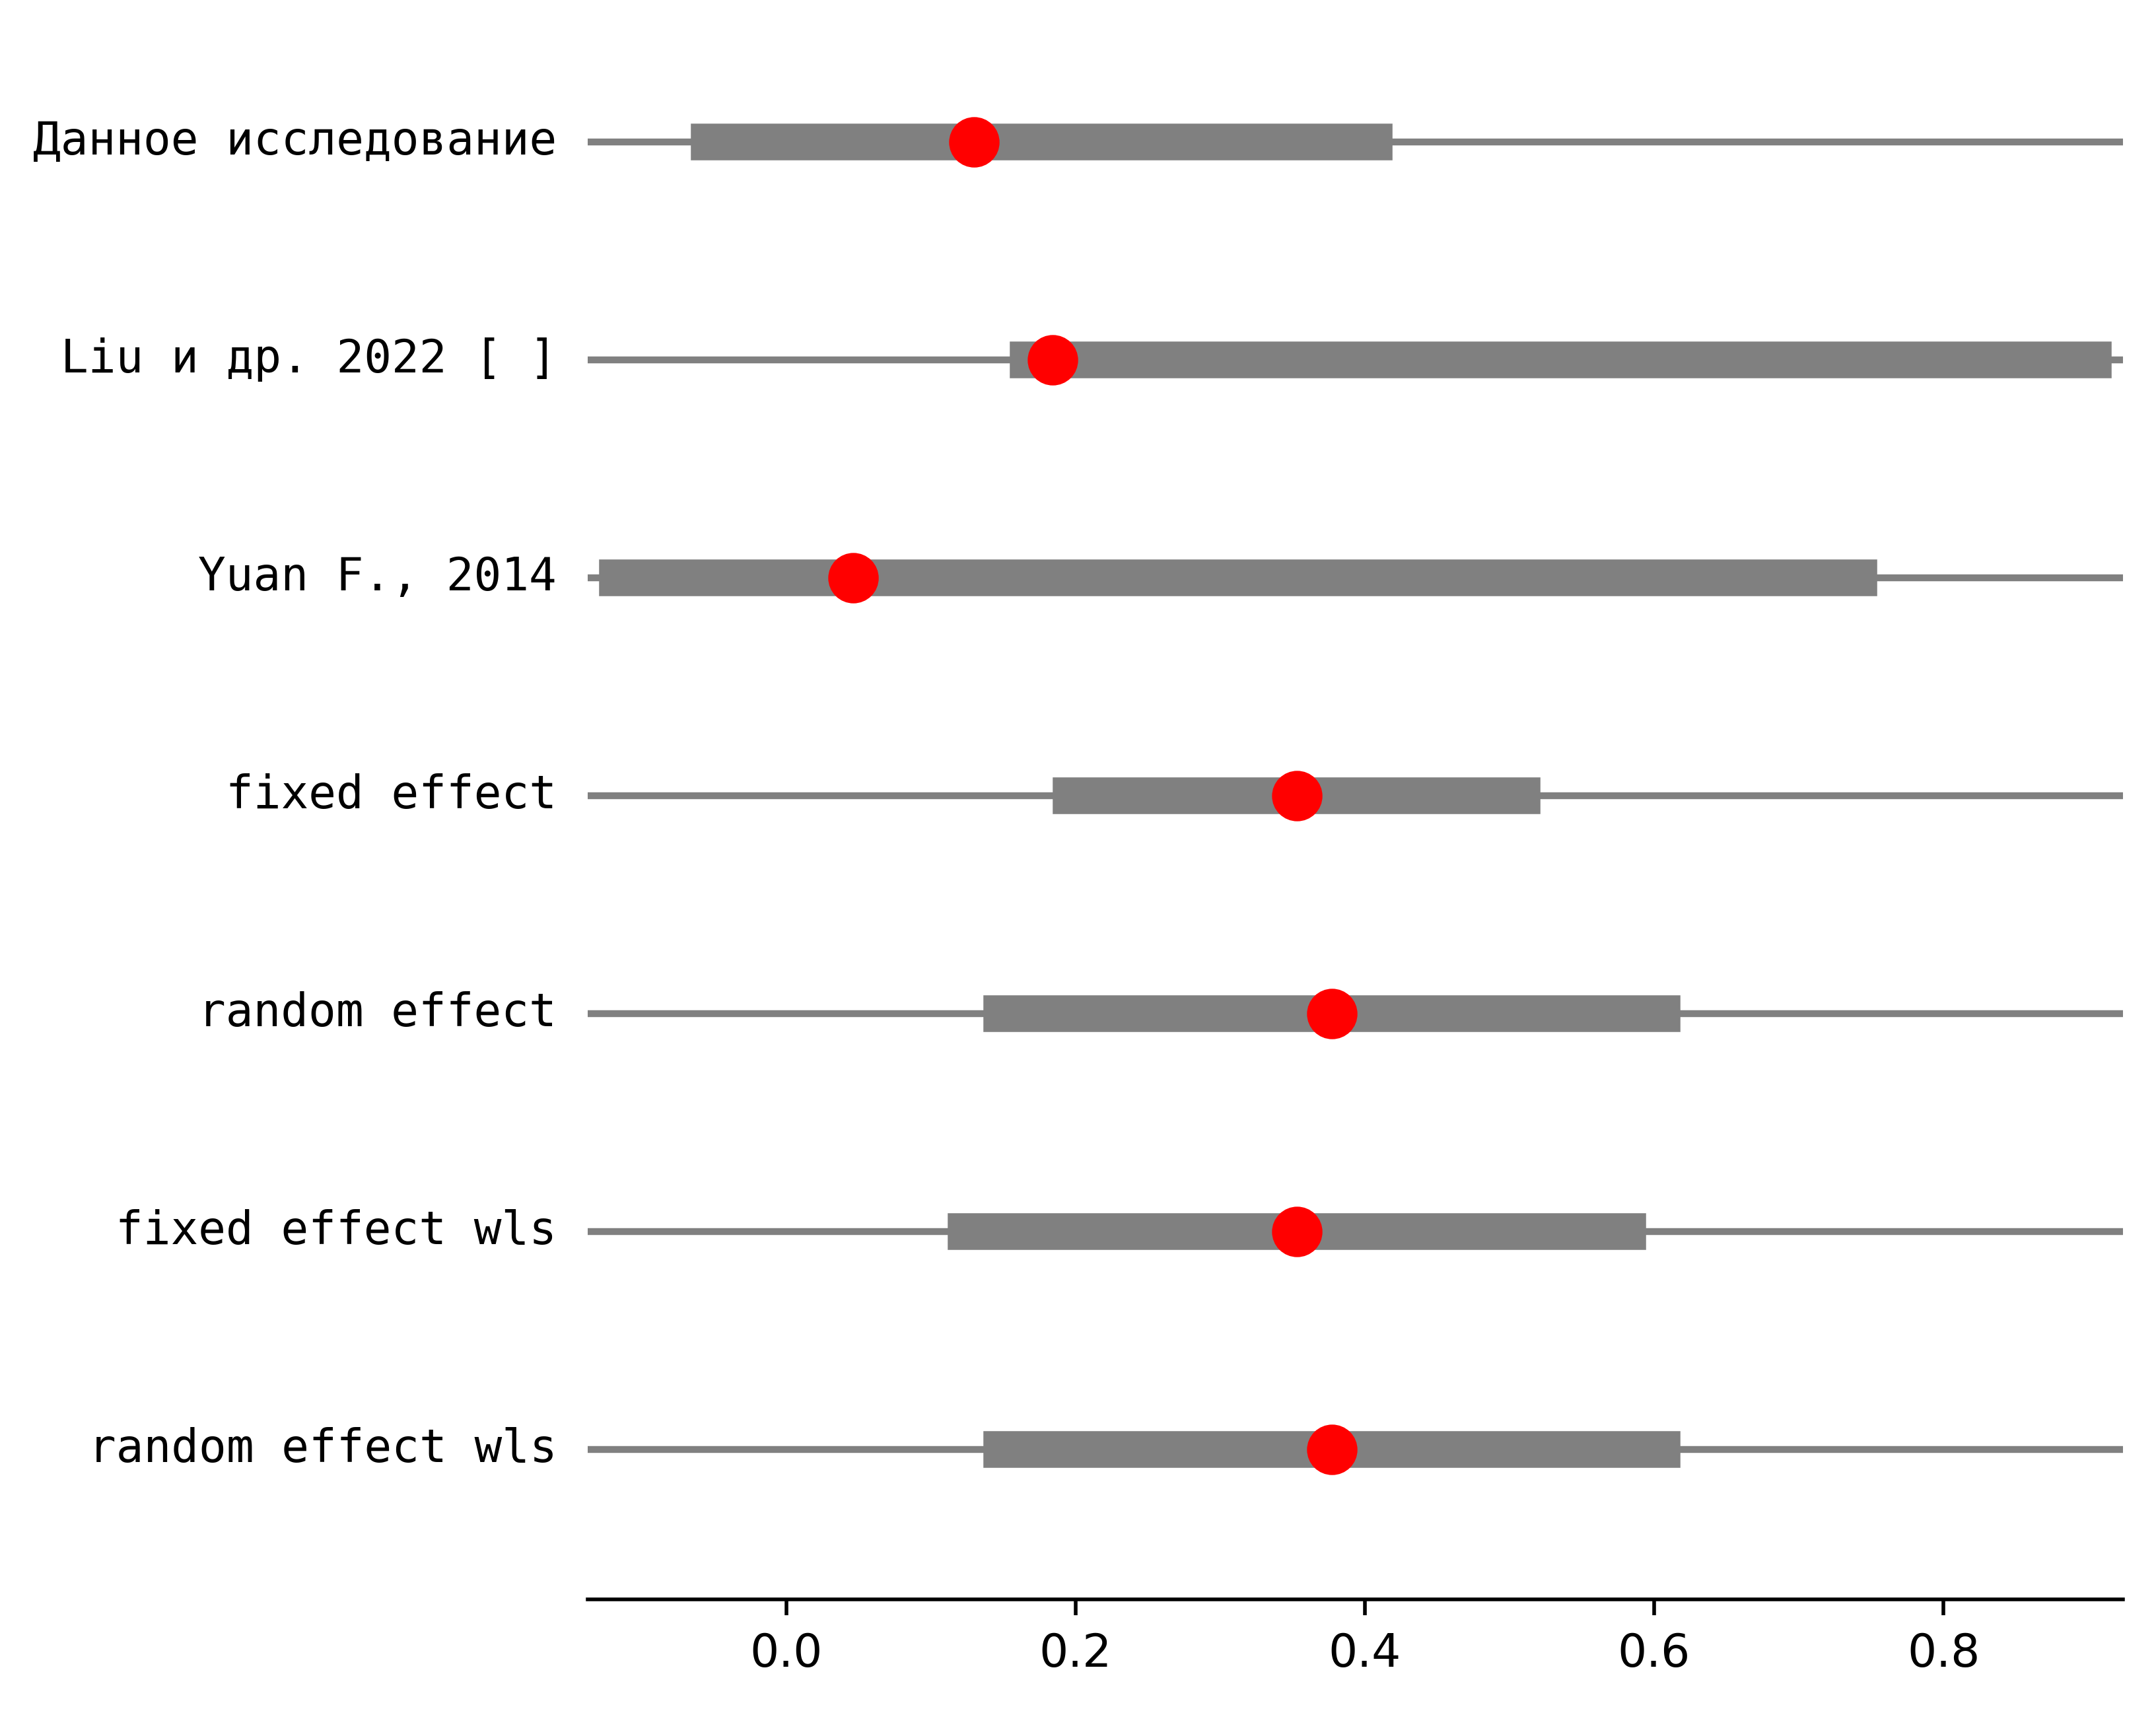 Данное исследование
Liu и др. 2022 [ ]
Yuan F., 2014
fixed effect
random effect
fixed effect wls
random effect wls
0.0 0.2 0.4 0.6 0.8